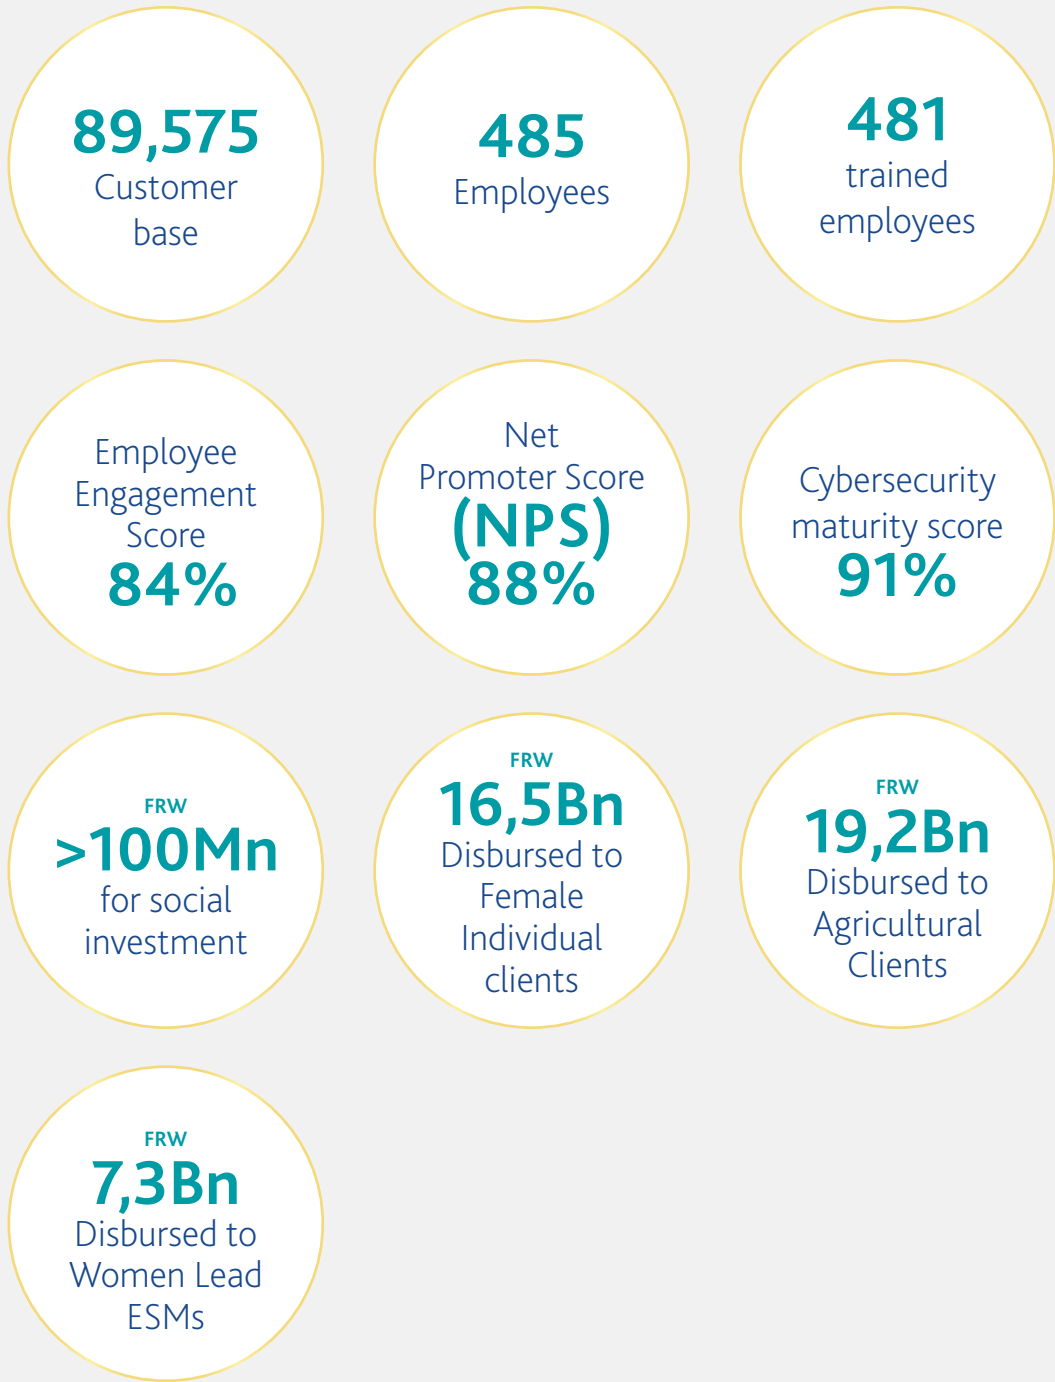 89,575
Customer
base
485
Employees
481
trained
employees
Employee
Engagement
Score
84%
Net
Promoter Score
(NPS)
88%
Cybersecurity
maturity score
91%
FRW
>100Mn
for social
investment
FRW
16,5Bn
Disbursed to
Female
Individual
clients
FRW
19,2Bn
Disbursed to
Agricultural
Clients
FRW
7,3Bn
Disbursed to
Women Lead
ESMs